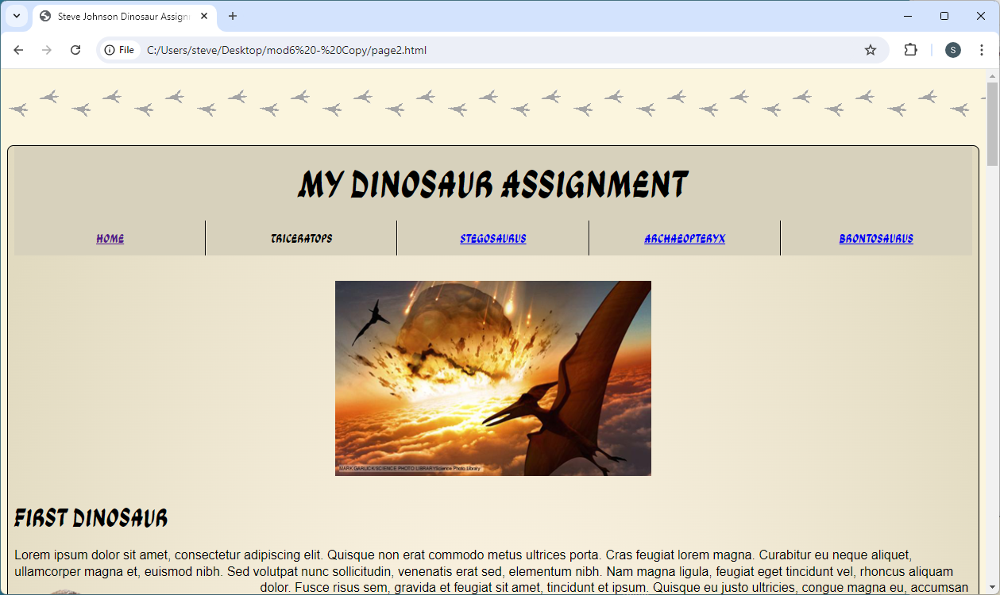 Steve Johnson Dinosaur Assign
File C:/Users/steve/Desktop/mod6%20-%20Copy/page2.html S
MY DINOSAUR ASSIGNMENT
HOME TRICERATOPS STEGOSAURUS ARCHAEOPTERYX BRONTOSAURUS
MARK GARLICK/SCIENCE PHOTO LIBRARYScience Photo Library
FIRST DINOSAUR
Lorem ipsum dolor sit amet, consectetur adipiscing elit. Quisque non erat commodo metus ultrices porta. Cras feugiat lorem magna. Curabitur eu neque aliquet,
ullamcorper magna et, euismod nibh. Sed volutpat nunc sollicitudin, venenatis erat sed, elementum nibh. Nam magna ligula, feugiat eget tincidunt vel, rhoncus aliquam
dolor. Fusce risus sem, gravida et feugiat sit amet, tincidunt et ipsum. Quisque eu justo ultricies, congue magna eu, accumsan